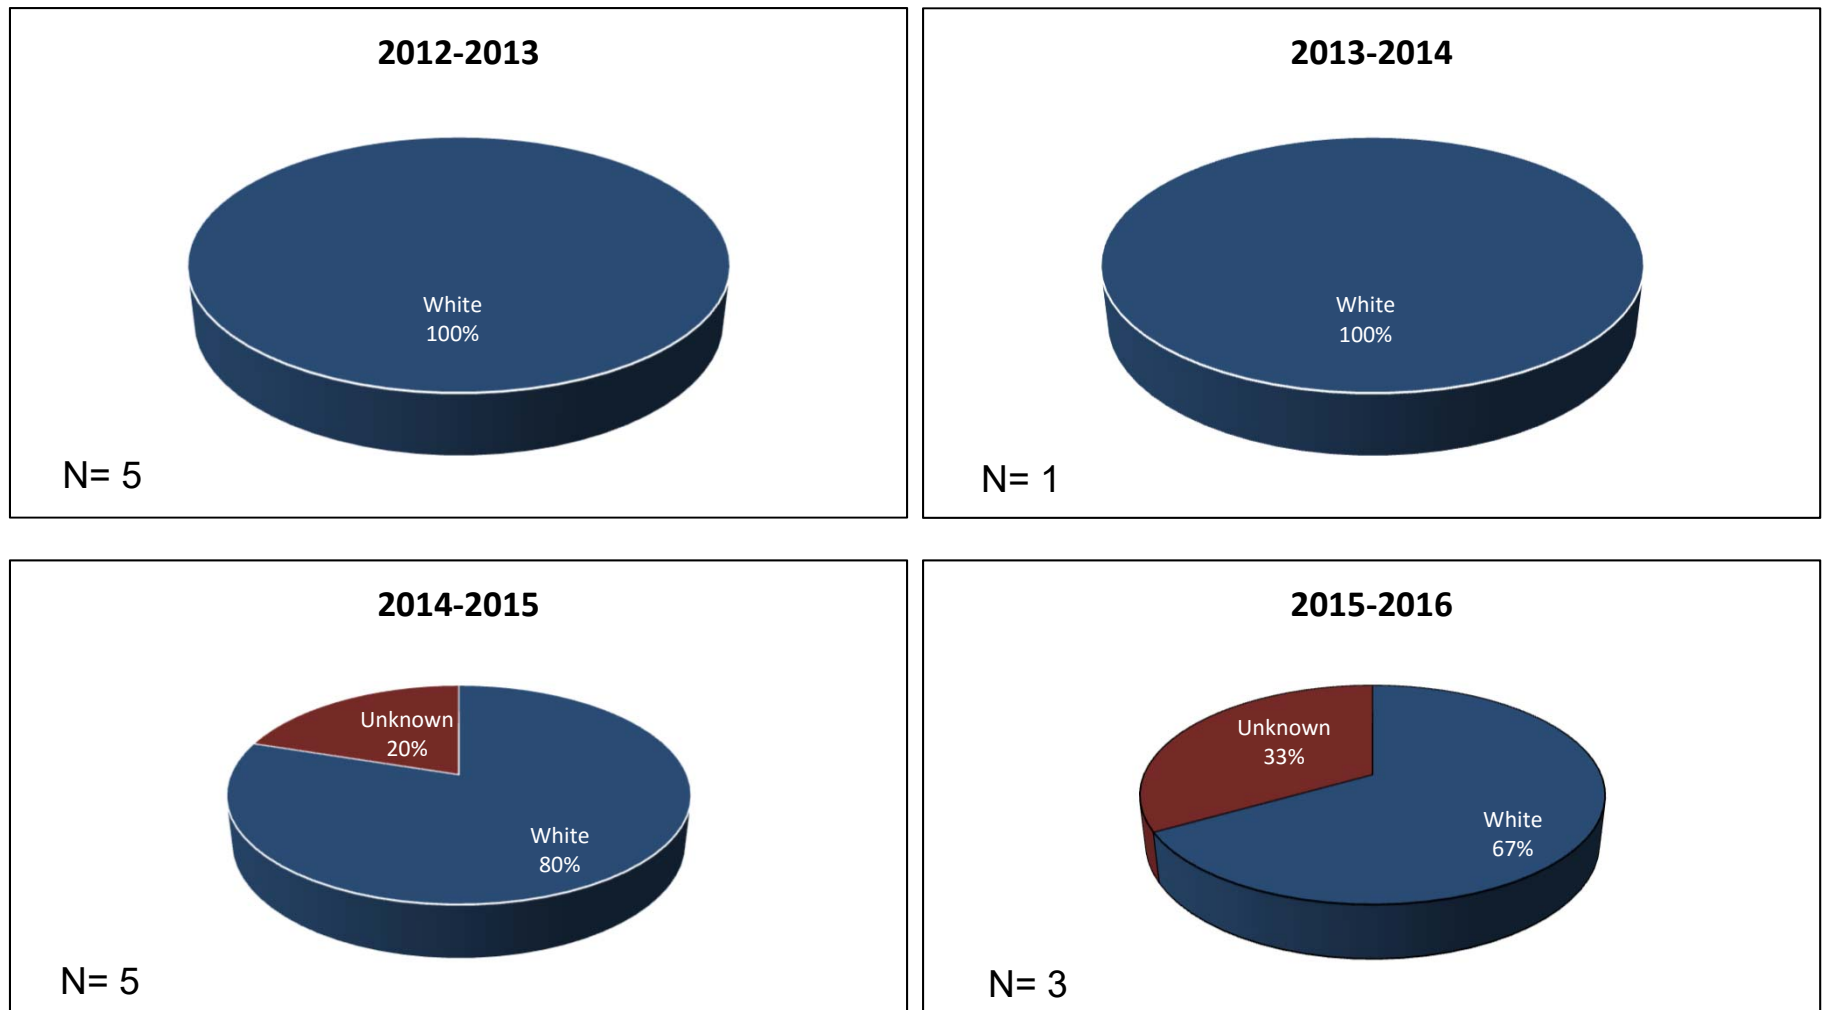 2012-2013
White
100%
N= 5
2013-2014
White
100%
N= 1
2014-2015
Unknown
20%
White
80%
N= 5
2015-2016
Unknown
33%
White
67%
N= 3